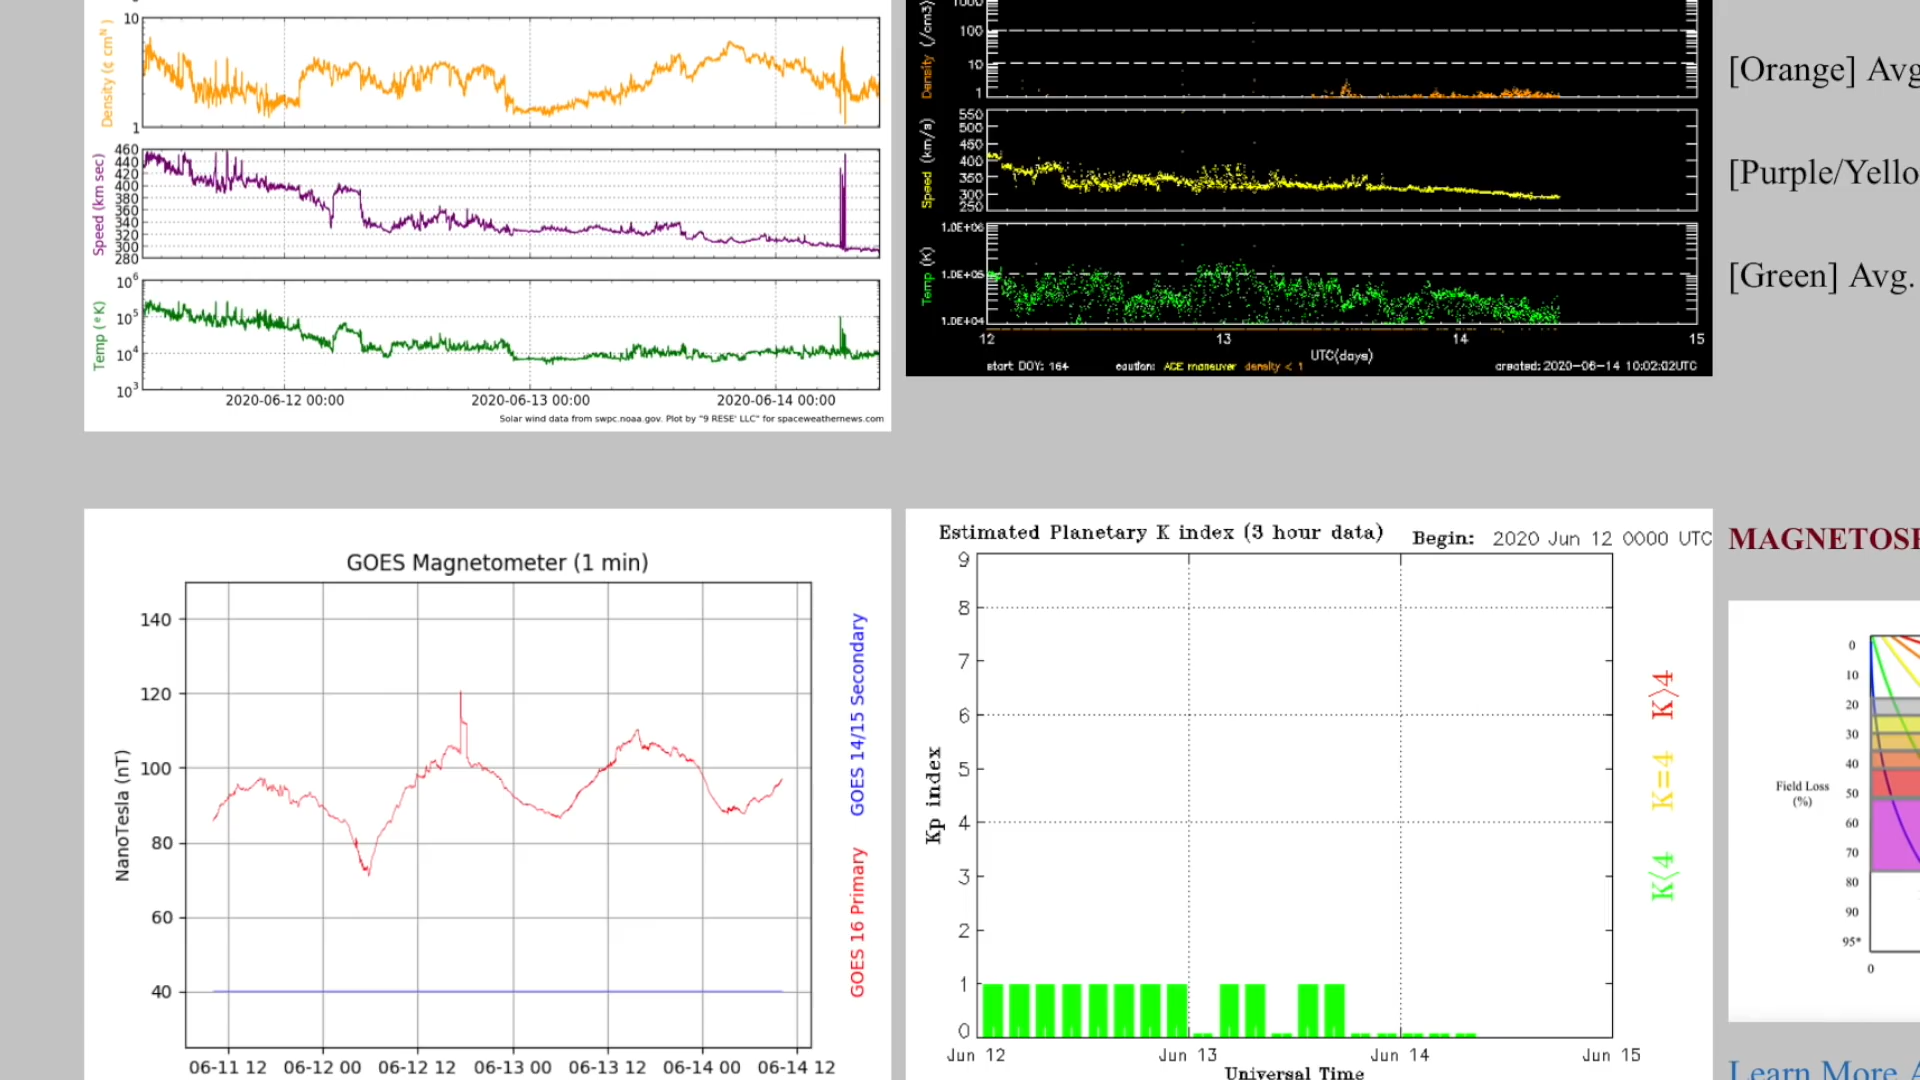 10
Density (¢ cm^N)
1
460
440
420
400
380
360
340
320
300
280
Speed (km sec)
10^6
10^5
10^4
10^3
Temp (°K)
2020-06-12 00:00 2020-06-13 00:00 2020-06-14 00:00
Solar wind data from swpc.noaa.gov. Plot by "9 RESE' LLC" for spaceweathernews.com
1000
100
10
1
Density (/cm3)
550
500
450
400
350
300
250
Speed (km/s)
1.0E+06
1.0E+05
1.0E+04
Temp (K)
12 13 14 15
UTC(days)
start DOY: 164 caution: ACE maneuver density < 1 created: 2020-06-14 10:02:02UTC
[Orange] Avg
[Purple/Yello
[Green] Avg.
GOES Magnetometer (1 min)
140
120
100
80
60
40
NanoTesla (nT)
GOES 14/15 Secondary
GOES 16 Primary
06-11 12 06-12 00 06-12 12 06-13 00 06-13 12 06-14 00 06-14 12
Estimated Planetary K index (3 hour data) Begin: 2020 Jun 12 0000 UTC
9
8
7
6
5
4
3
2
1
0
Kp index
K>4
K=4
K<4
Jun 12 Jun 13 Jun 14 Jun 15
Universal Time
MAGNETOS
0
10
20
30
40
50
60
70
80
90
95*
Field Loss
(%)
0
Learn More A